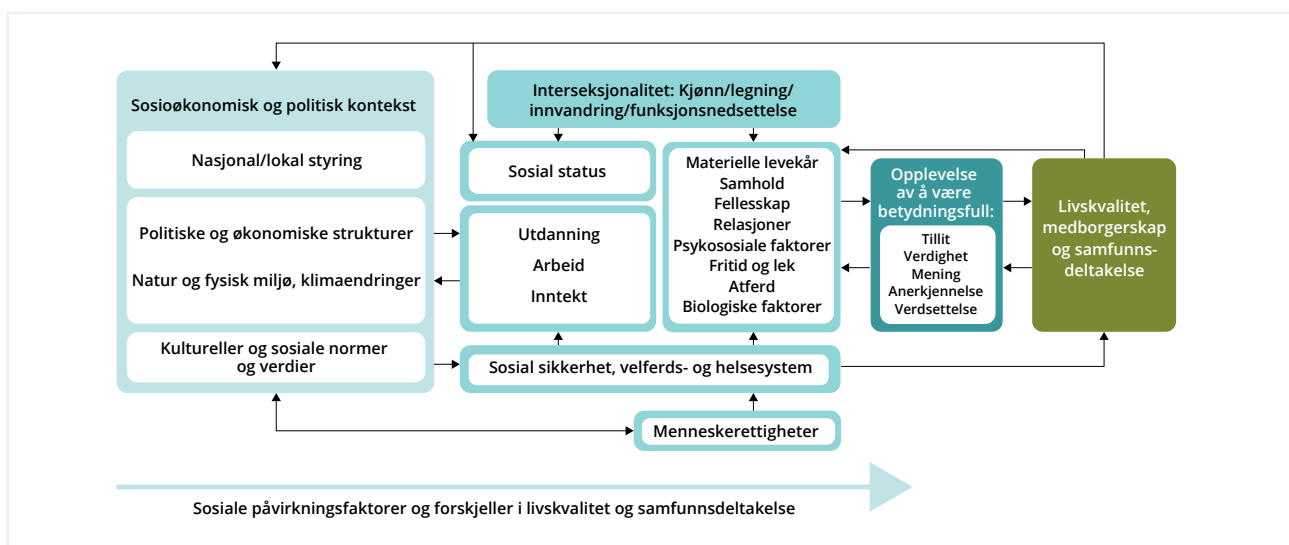 Sosioøkonomisk og politisk kontekst
Nasjonal/lokal styring
Politiske og økonomiske strukturer
Natur og fysisk miljø, klimaendringer
Kultureller og sosiale normer
og verdier
Interseksjonalitet: Kjønn/legning/
innvandring/funksjonsnedsettelse
Sosial status
Utdanning
Arbeid
Inntekt
Materielle levekår
Samhold
Fellesskap
Relasjoner
Psykososiale faktorer
Fritid og lek
Atferd
Biologiske faktorer
Sosial sikkerhet, velferds- og helsesystem
Menneskerettigheter
Opplevelse
av å være
betydningsfull:
Tillit
Verdighet
Mening
Anerkjennelse
Verdsettelse
Livskvalitet,
medborgerskap
og samfunns-
deltakelse
Sosiale påvirkningsfaktorer og forskjeller i livskvalitet og samfunnsdeltakelse